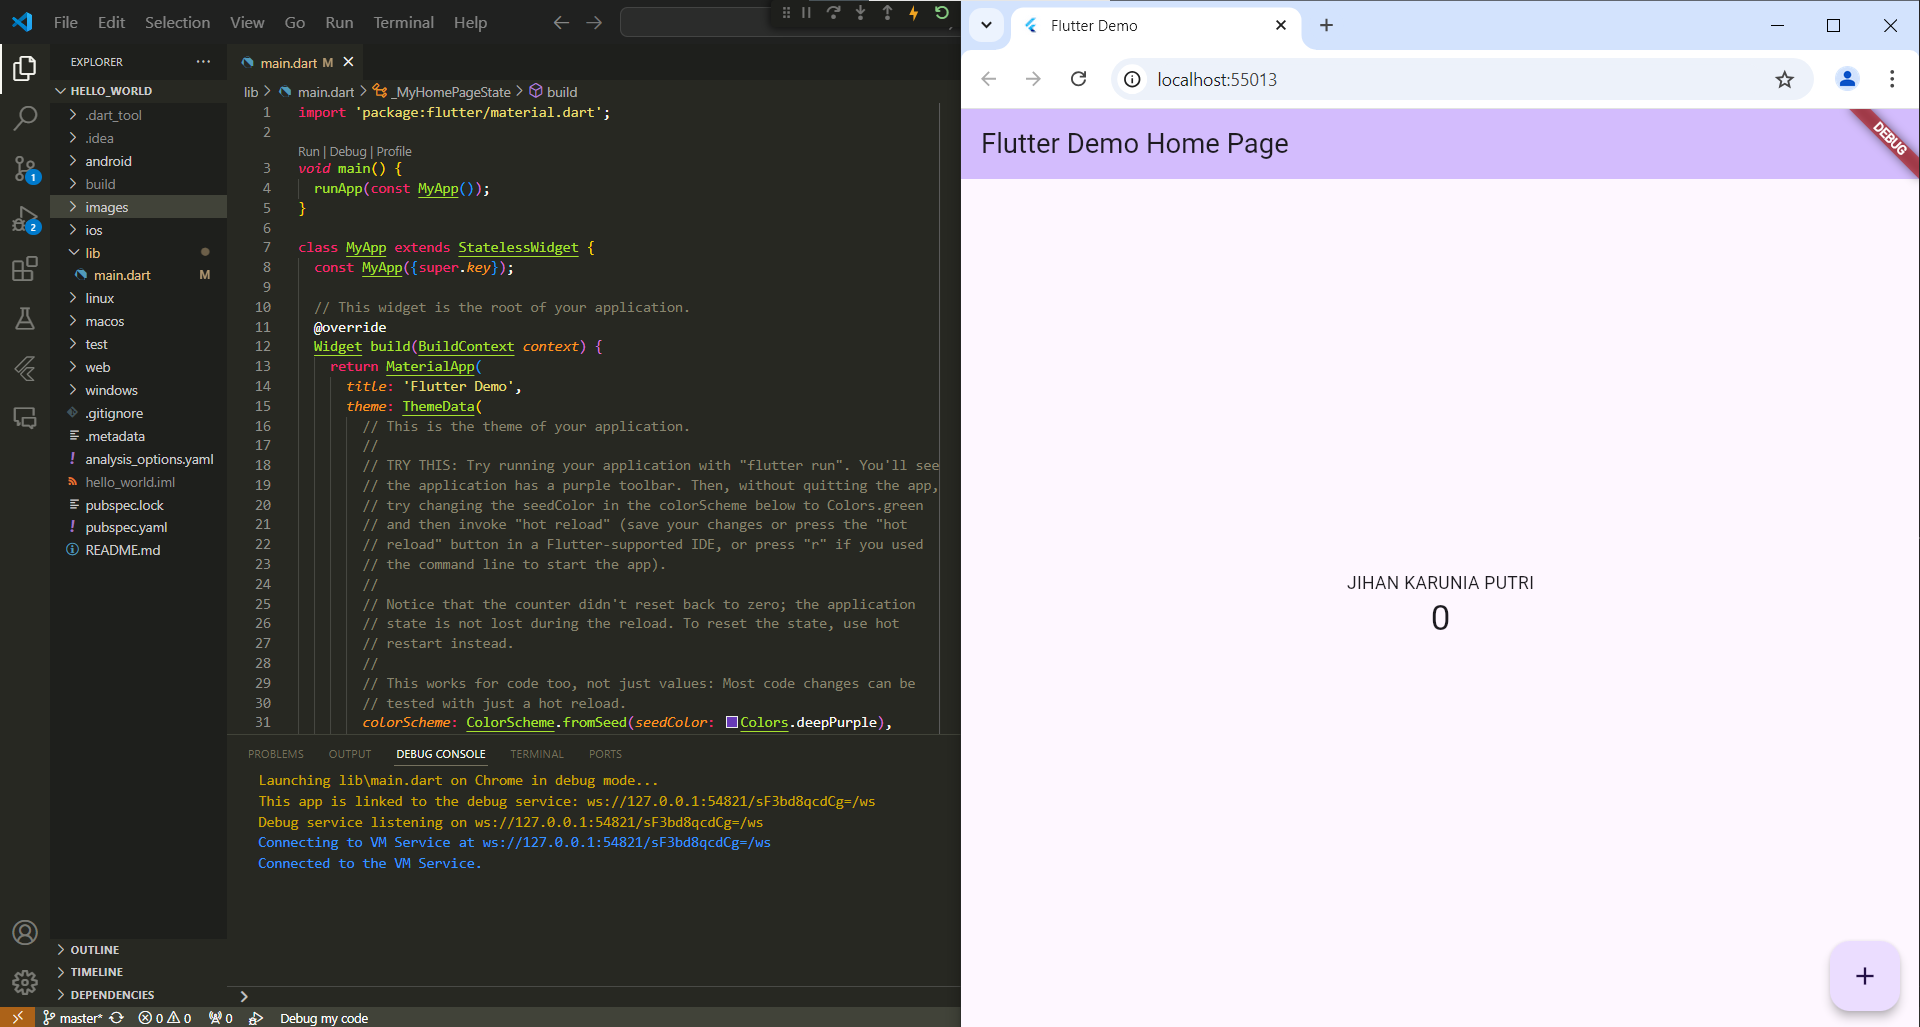 File Edit Selection View Go Run Terminal Help
EXPLORER
HELLO_WORLD
.dart_tool
.idea
android
build
images
ios
lib
main.dart M
linux
macos
test
web
windows
.gitignore
.metadata
analysis_options.yaml
hello_world.iml
pubspec.lock
pubspec.yaml
README.md
OUTLINE
TIMELINE
DEPENDENCIES
1
2
main.dart M
lib > main.dart > _MyHomePageState > build
1 import 'package:flutter/material.dart';
2
Run | Debug | Profile
3 void main() {
4 runApp(const MyApp());
5 }
6
7 class MyApp extends StatelessWidget {
8 const MyApp({super.key});
9
10 // This widget is the root of your application.
11 @override
12 Widget build(BuildContext context) {
13 return MaterialApp(
14 title: 'Flutter Demo',
15 theme: ThemeData(
16 // This is the theme of your application.
17 //
18 // TRY THIS: Try running your application with "flutter run". You'll see
19 // the application has a purple toolbar. Then, without quitting the app,
20 // try changing the seedColor in the colorScheme below to Colors.green
21 // and then invoke "hot reload" (save your changes or press the "hot
22 // reload" button in a Flutter-supported IDE, or press "r" if you used
23 // the command line to start the app).
24 //
25 // Notice that the counter didn't reset back to zero; the application
26 // state is not lost during the reload. To reset the state, use hot
27 // restart instead.
28 //
29 // This works for code too, not just values: Most code changes can be
30 // tested with just a hot reload.
31 colorScheme: ColorScheme.fromSeed(seedColor: Colors.deepPurple),
PROBLEMS OUTPUT DEBUG CONSOLE TERMINAL PORTS
Launching lib\main.dart on Chrome in debug mode...
This app is linked to the debug service: ws://127.0.0.1:54821/sF3bd8qcdCg=/ws
Debug service listening on ws://127.0.0.1:54821/sF3bd8qcdCg=/ws
Connecting to VM Service at ws://127.0.0.1:54821/sF3bd8qcdCg=/ws
Connected to the VM Service.
master* 0 0 0 Debug my code
Flutter Demo
localhost:55013
Flutter Demo Home Page
DEBUG
JIHAN KARUNIA PUTRI
0